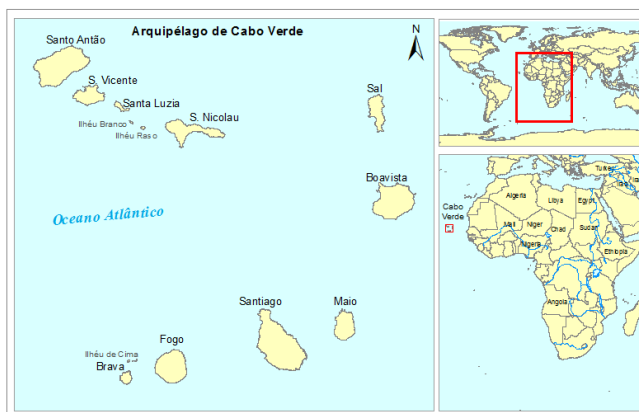 Arquipélago de Cabo Verde
N
Santo Antão
S. Vicente
Santa Luzia
Ilhéu Branco
Ilhéu Raso
S. Nicolau
Sal
Boavista
Oceano Atlântico
Santiago
Maio
Fogo
Ilhéu de Cima
Brava
Cabo
Verde
Algeria
Libya
Egypt
Mali
Niger
Chad
Sudan
Nigeria
Ethiopia
Angola